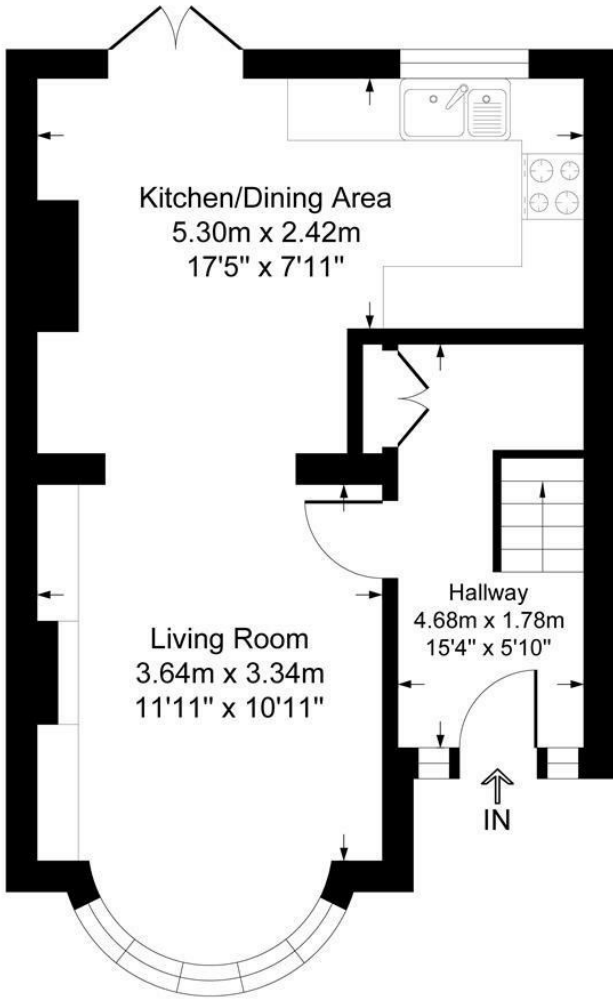 Kitchen/Dining Area
5.30m x 2.42m
17'5" x 7'11"
Hallway
4.68m x 1.78m
15'4" x 5'10"
Living Room
3.64m x 3.34m
11'11" x 10'11"
IN